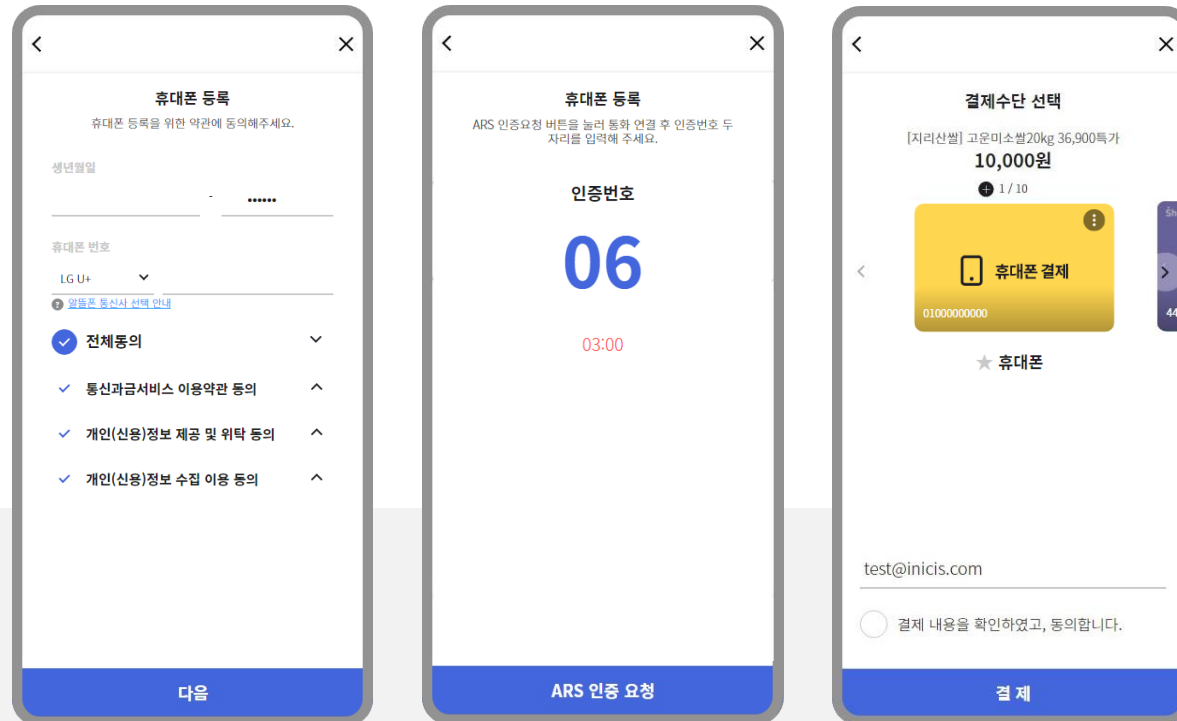 휴대폰 등록
휴대폰 등록을 위한 약관에 동의해주세요.
생년월일
- ••••••
휴대폰 번호
LG U+
? 알뜰폰 통신사 선택 안내
전체동의
통신과금서비스 이용약관 동의
개인(신용)정보 제공 및 위탁 동의
개인(신용)정보 수집 이용 동의
다음
휴대폰 등록
ARS 인증요청 버튼을 눌러 통화 연결 후 인증번호 두
자리를 입력해 주세요.
인증번호
06
03:00
ARS 인증 요청
결제수단 선택
[지리산쌀] 고운미소쌀20kg 36,900특가
10,000원
1 / 10
휴대폰 결제
01000000000
Sh
44
★ 휴대폰
test@inicis.com
결제 내용을 확인하였고, 동의합니다.
결 제